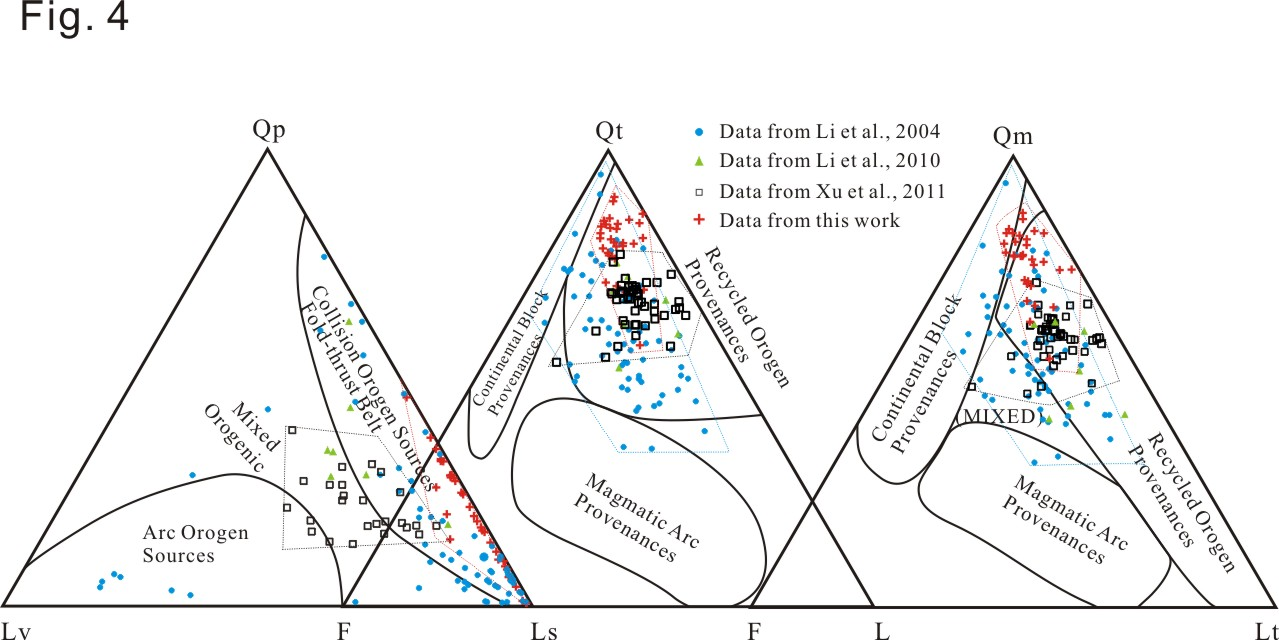 Fig. 4
Qp
Qt
Qm
Data from Li et al., 2004
Data from Li et al., 2010
Data from Xu et al., 2011
Data from this work
Collision Orogen Sources
Fold-thrust Belt
Mixed
Orogenic
Arc Orogen
Sources
Continental Block
Provenances
Recycled Orogen
Provenances
Magmatic Arc
Provenances
Continental Block
Provenances
(MIXED)
Magmatic Arc
Provenances
Recycled Orogen
Provenances
Lv
F
Ls
F
L
Lt